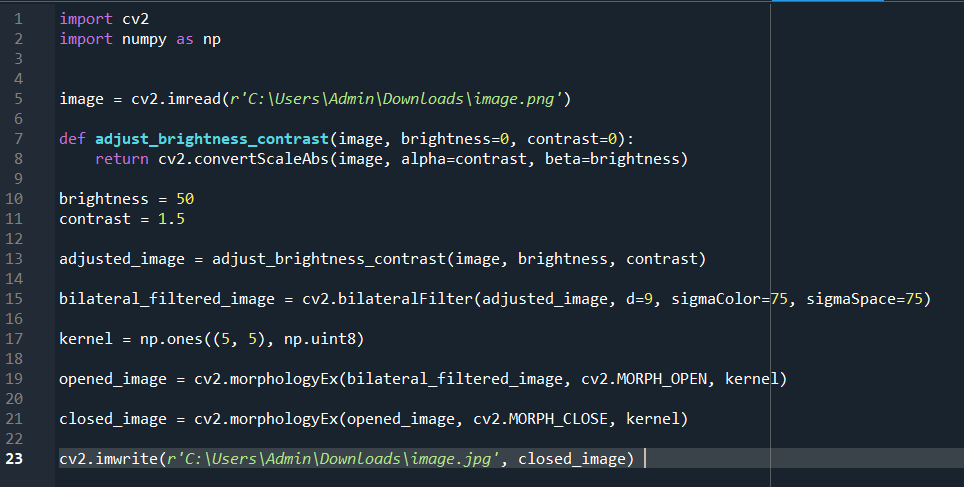 1 import cv2
2 import numpy as np
3
4
5 image = cv2.imread(r'C:\Users\Admin\Downloads\image.png')
6
7 def adjust_brightness_contrast(image, brightness=0, contrast=0):
8     return cv2.convertScaleAbs(image, alpha=contrast, beta=brightness)
9
10 brightness = 50
11 contrast = 1.5
12
13 adjusted_image = adjust_brightness_contrast(image, brightness, contrast)
14
15 bilateral_filtered_image = cv2.bilateralFilter(adjusted_image, d=9, sigmaColor=75, sigmaSpace=75)
16
17 kernel = np.ones((5, 5), np.uint8)
18
19 opened_image = cv2.morphologyEx(bilateral_filtered_image, cv2.MORPH_OPEN, kernel)
20
21 closed_image = cv2.morphologyEx(opened_image, cv2.MORPH_CLOSE, kernel)
22
23 cv2.imwrite(r'C:\Users\Admin\Downloads\image.jpg', closed_image)